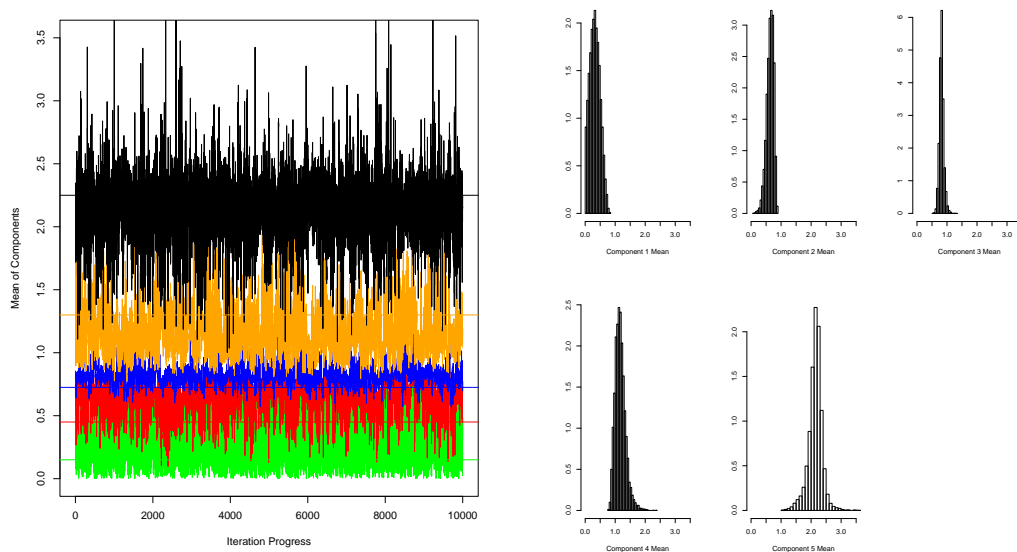 3.5
3.0
2.5
2.0
1.5
1.0
0.5
0.0
Mean of Components
0 2000 4000 6000 8000 10000
Iteration Progress
2.0
1.5
1.0
0.5
0.0
0.0 1.0 2.0 3.0
Component 1 Mean
3.0
2.5
2.0
1.5
1.0
0.5
0.0
0.0 1.0 2.0 3.0
Component 2 Mean
6
5
4
3
2
1
0
0.0 1.0 2.0 3.0
Component 3 Mean
2.5
2.0
1.5
1.0
0.5
0.0
0.0 1.0 2.0 3.0
Component 4 Mean
2.0
1.5
1.0
0.5
0.0
0.0 1.0 2.0 3.0
Component 5 Mean